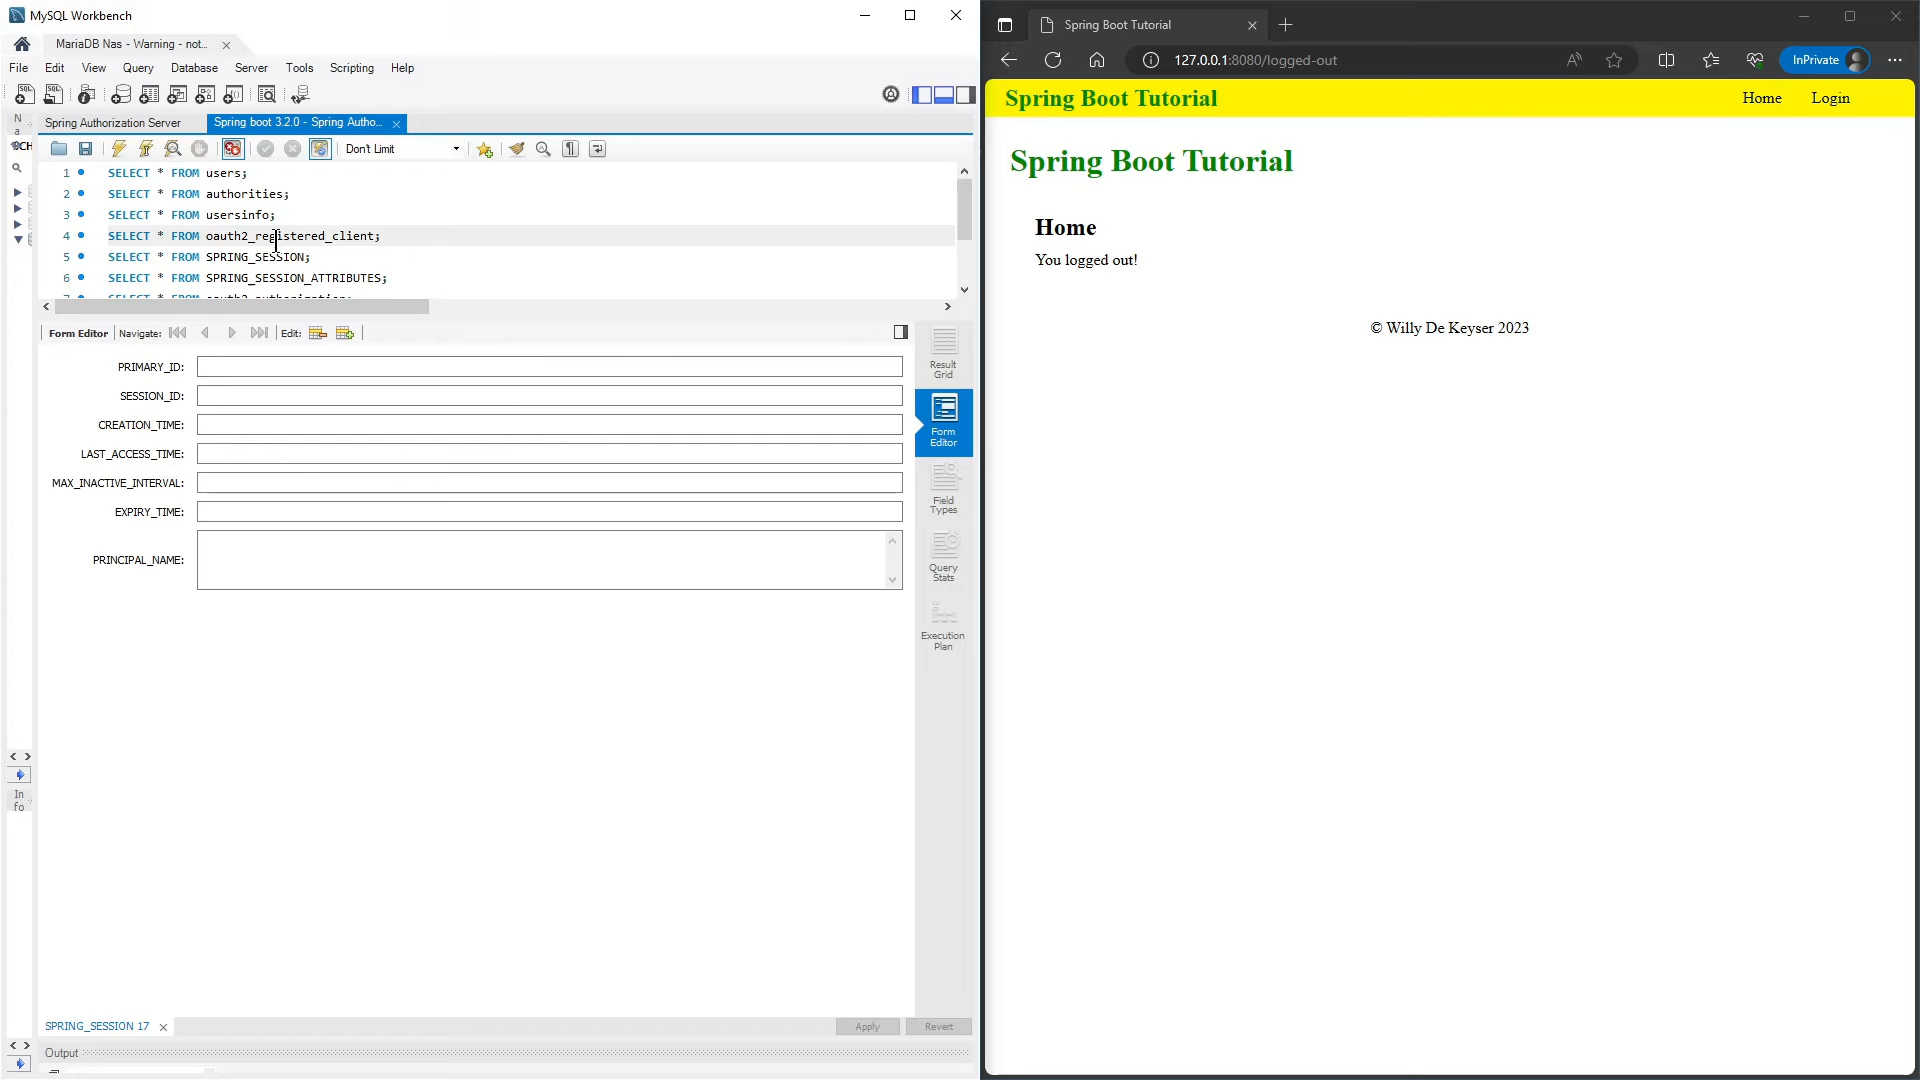 MySQL Workbench
MariaDB Nas - Warning - not...
File Edit View Query Database Server Tools Scripting Help
Spring Authorization Server
Spring boot 3.2.0 - Spring Autho...
Don't Limit
1 SELECT * FROM users;
2 SELECT * FROM authorities;
3 SELECT * FROM usersinfo;
4 SELECT * FROM oauth2_registered_client;
5 SELECT * FROM SPRING_SESSION;
6 SELECT * FROM SPRING_SESSION_ATTRIBUTES;
Form Editor Navigate: Edit:
PRIMARY_ID:
SESSION_ID:
CREATION_TIME:
LAST_ACCESS_TIME:
MAX_INACTIVE_INTERVAL:
EXPIRY_TIME:
PRINCIPAL_NAME:
Result
Grid
Form
Editor
Field
Types
Query
Stats
Execution
Plan
SPRING_SESSION 17
Apply Revert
Output
Spring Boot Tutorial
127.0.0.1:8080/logged-out
InPrivate
Spring Boot Tutorial
Home Login
Spring Boot Tutorial
Home
You logged out!
© Willy De Keyser 2023